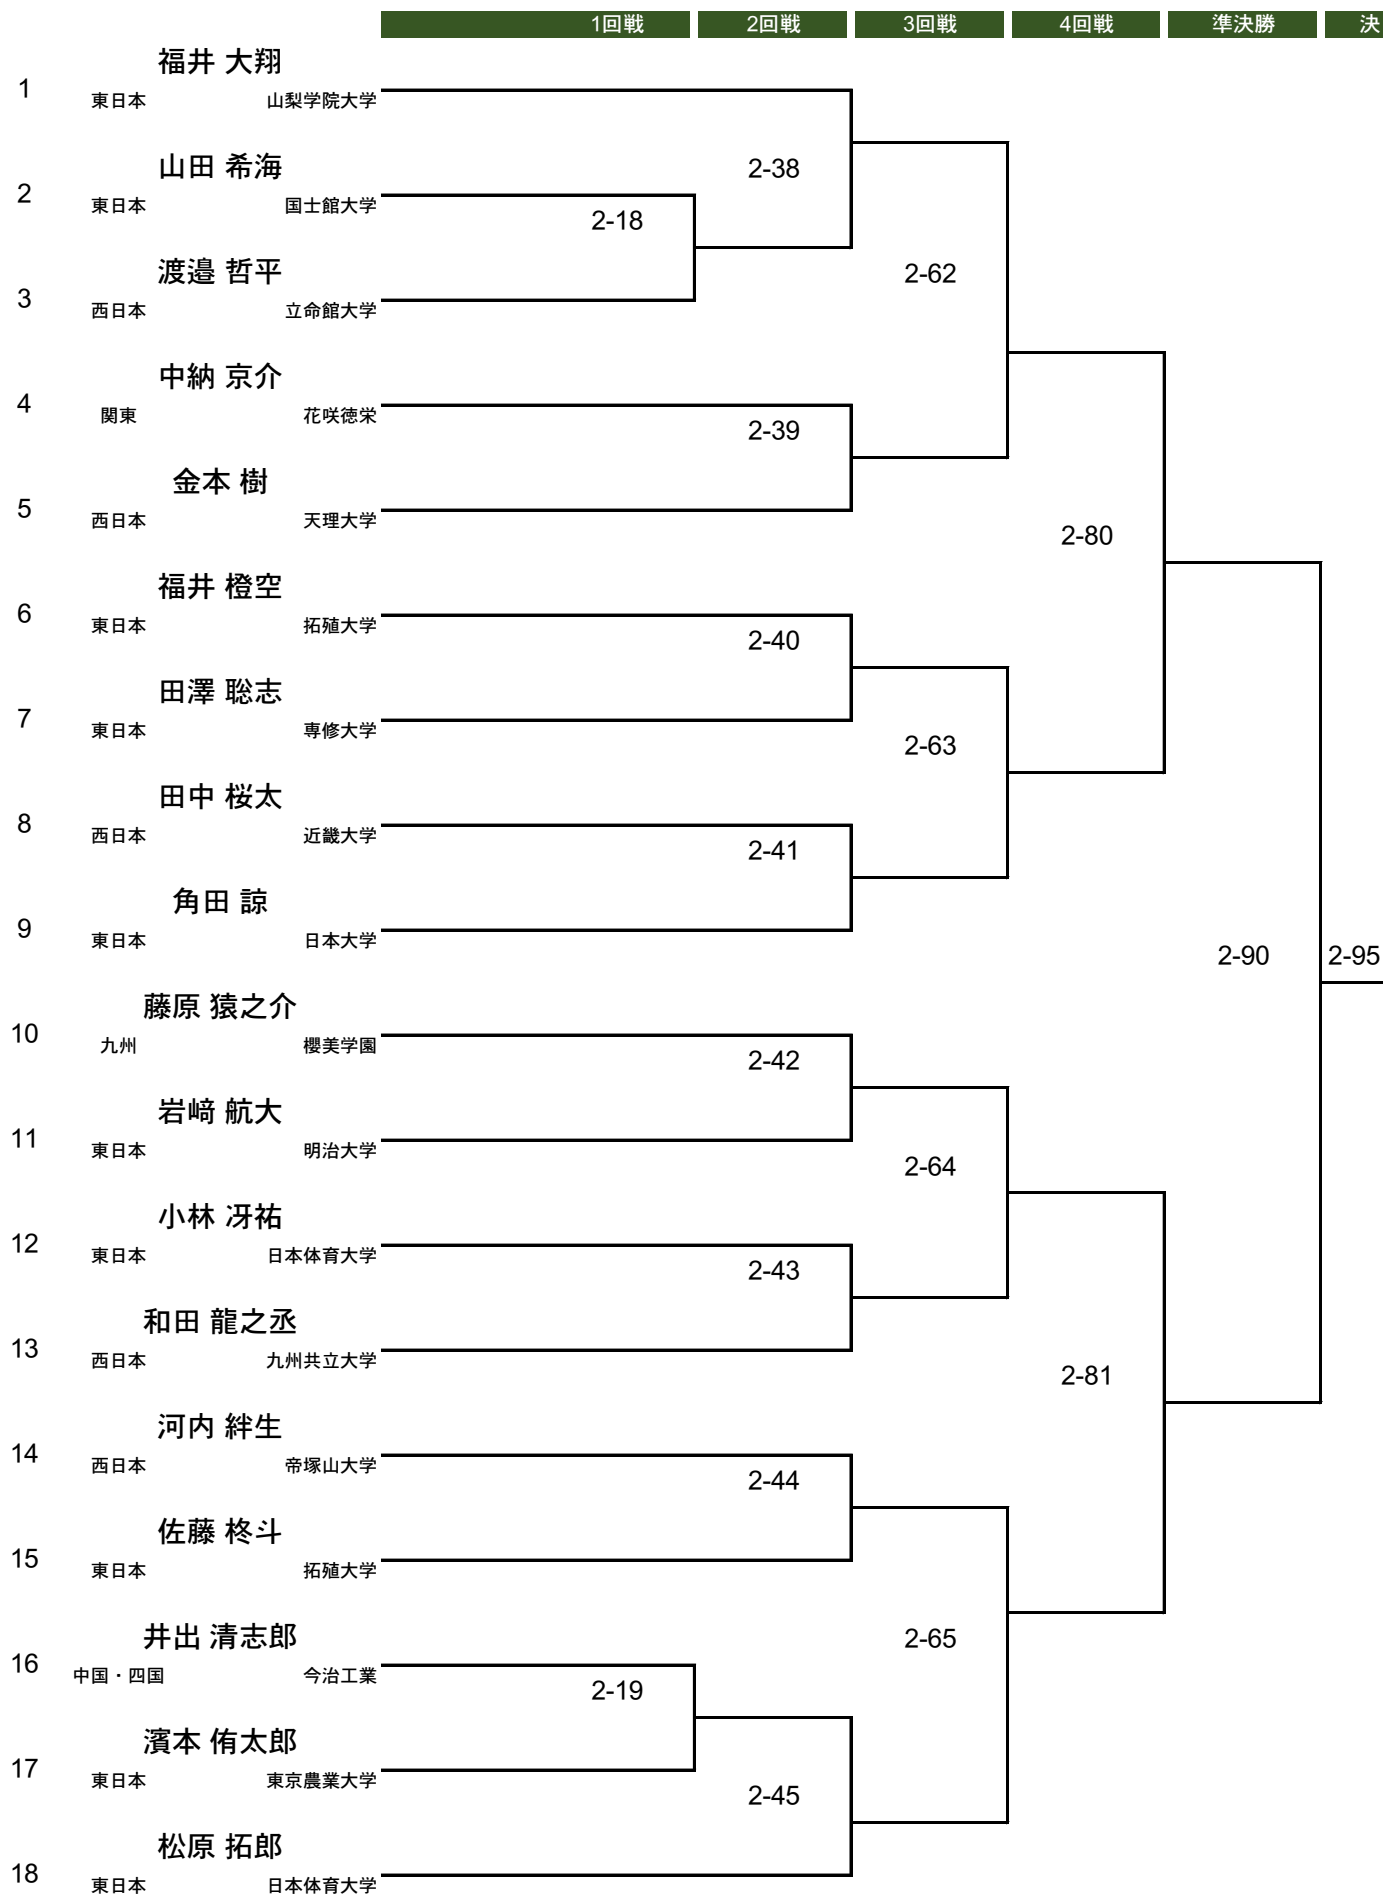 1回戦 2回戦 3回戦 4回戦 準決勝 決
福井 大翔
1 東日本 山梨学院大学
2-38
山田 希海
2 東日本 国士館大学
2-18
渡邉 哲平
2-62
3 西日本 立命館大学
中納 京介
4 関東 花咲徳栄
2-39
金本 樹
5 西日本 天理大学
2-80
福井 橙空
6 東日本 拓殖大学
2-40
田澤 聡志
7 東日本 専修大学
2-63
田中 桜太
8 西日本 近畿大学
2-41
角田 諒
9 東日本 日本大学
2-90 2-95
藤原 猿之介
10 九州 櫻美学園
2-42
岩﨑 航大
11 東日本 明治大学
2-64
小林 冴祐
12 東日本 日本体育大学
2-43
和田 龍之丞
13 西日本 九州共立大学
2-81
河内 絆生
14 西日本 帝塚山大学
2-44
佐藤 柊斗
15 東日本 拓殖大学
井出 清志郎
2-65
16 中国・四国 今治工業
2-19
濱本 侑太郎
17 東日本 東京農業大学
2-45
松原 拓郎
18 東日本 日本体育大学